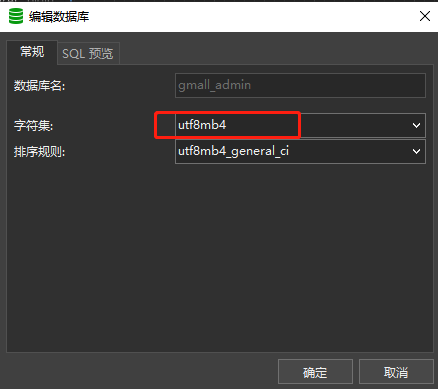 编辑数据库
常规
SQL 预览
数据库名:
gmall_admin
字符集:
utf8mb4
排序规则:
utf8mb4_general_ci
确定
取消